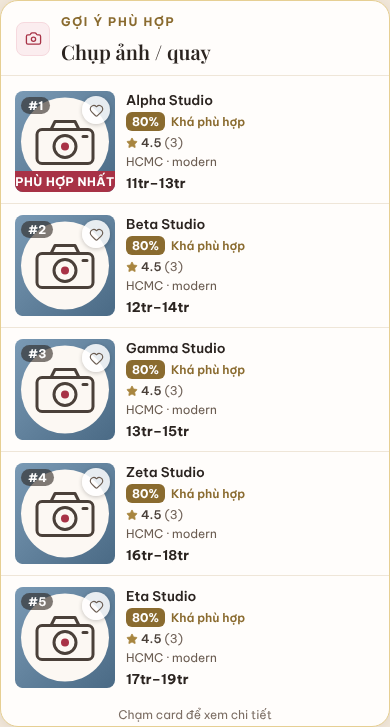 GỢI Ý PHÙ HỢP
Chụp ảnh / quay
#1
PHÙ HỢP NHẤT
Alpha Studio
80% Khá phù hợp
4.5 (3)
HCMC · modern
11tr–13tr
#2
Beta Studio
80% Khá phù hợp
4.5 (3)
HCMC · modern
12tr–14tr
#3
Gamma Studio
80% Khá phù hợp
4.5 (3)
HCMC · modern
13tr–15tr
#4
Zeta Studio
80% Khá phù hợp
4.5 (3)
HCMC · modern
16tr–18tr
#5
Eta Studio
80% Khá phù hợp
4.5 (3)
HCMC · modern
17tr–19tr
Chạm card để xem chi tiết